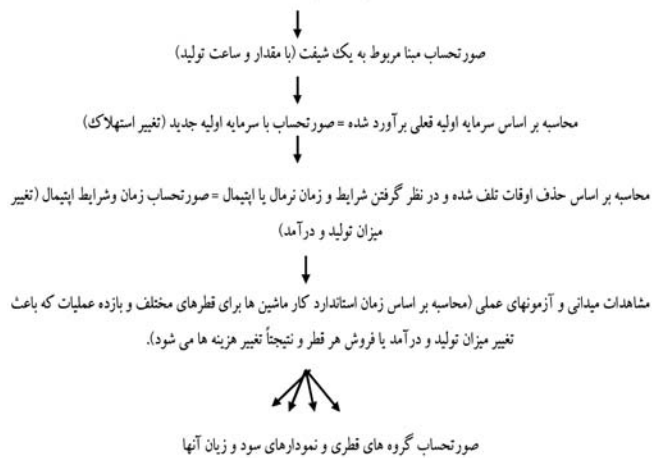 صورتحساب مبنا مربوط به یک شیفت (با مقدار و ساعت تولید)
محاسبه بر اساس سرمایه اولیه فعلی برآورد شده = صورتحساب با سرمایه اولیه جدید (تغییر استهلاک)
محاسبه بر اساس حذف اوقات تلف شده و در نظر گرفتن شرایط و زمان نرمال یا اپتیمال = صورتحساب زمان وشرایط اپتیمال (تغییر
میزان تولید و درآمد)
مشاهدات میدانی و آزمونهای عملی (محاسبه بر اساس زمان استاندارد کار ماشین ها برای قطرهای مختلف و بازده عملیات که باعث
تغییر میزان تولید و درآمد یا فروش هر قطر و نتیجتاً تغییر هزینه ها می شود).
صورتحساب گروه های قطری و نمودارهای سود و زیان آنها